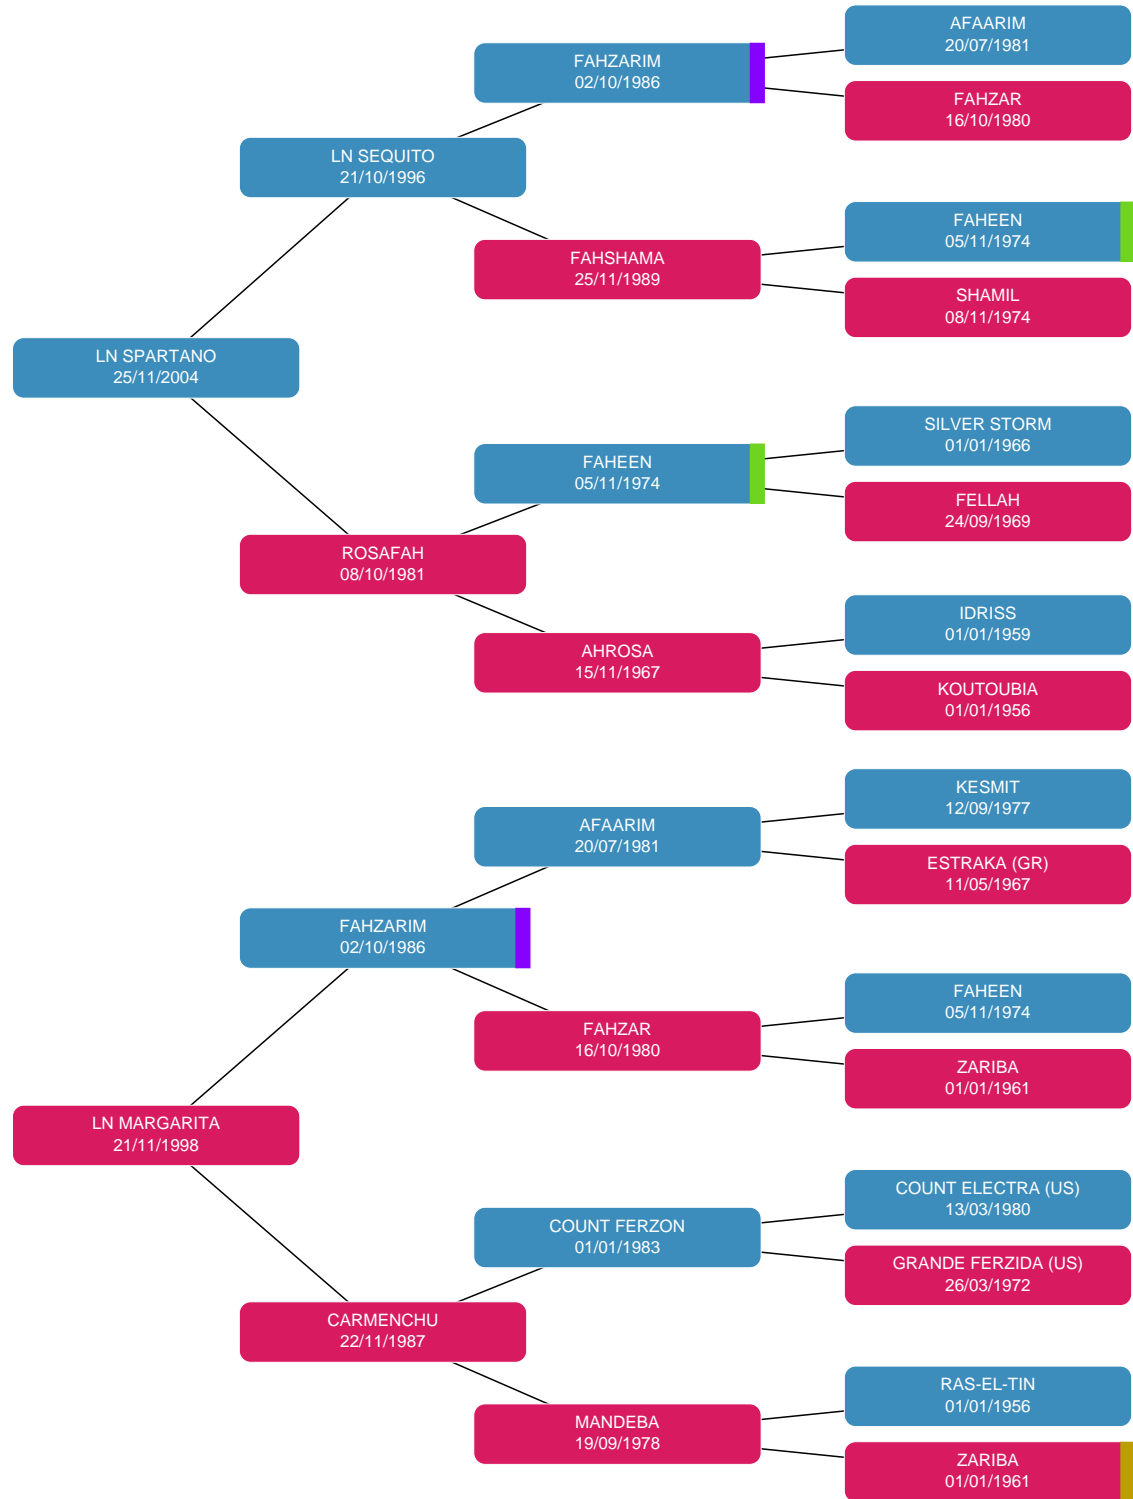 AFAARIM
20/07/1981
FAHZARIM
02/10/1986
FAHZAR
16/10/1980
LN SEQUITO
21/10/1996
FAHEEN
05/11/1974
FAHSHAMA
25/11/1989
SHAMIL
08/11/1974
LN SPARTANO
25/11/2004
SILVER STORM
01/01/1966
FAHEEN
05/11/1974
FELLAH
24/09/1969
ROSAFAH
08/10/1981
IDRISS
01/01/1959
AHROSA
15/11/1967
KOUTOUBIA
01/01/1956
KESMIT
12/09/1977
AFAARIM
20/07/1981
ESTRAKA (GR)
11/05/1967
FAHZARIM
02/10/1986
FAHEEN
05/11/1974
FAHZAR
16/10/1980
ZARIBA
01/01/1961
LN MARGARITA
21/11/1998
COUNT ELECTRA (US)
13/03/1980
COUNT FERZON
01/01/1983
GRANDE FERZIDA (US)
26/03/1972
CARMENCHU
22/11/1987
RAS-EL-TIN
01/01/1956
MANDEBA
19/09/1978
ZARIBA
01/01/1961